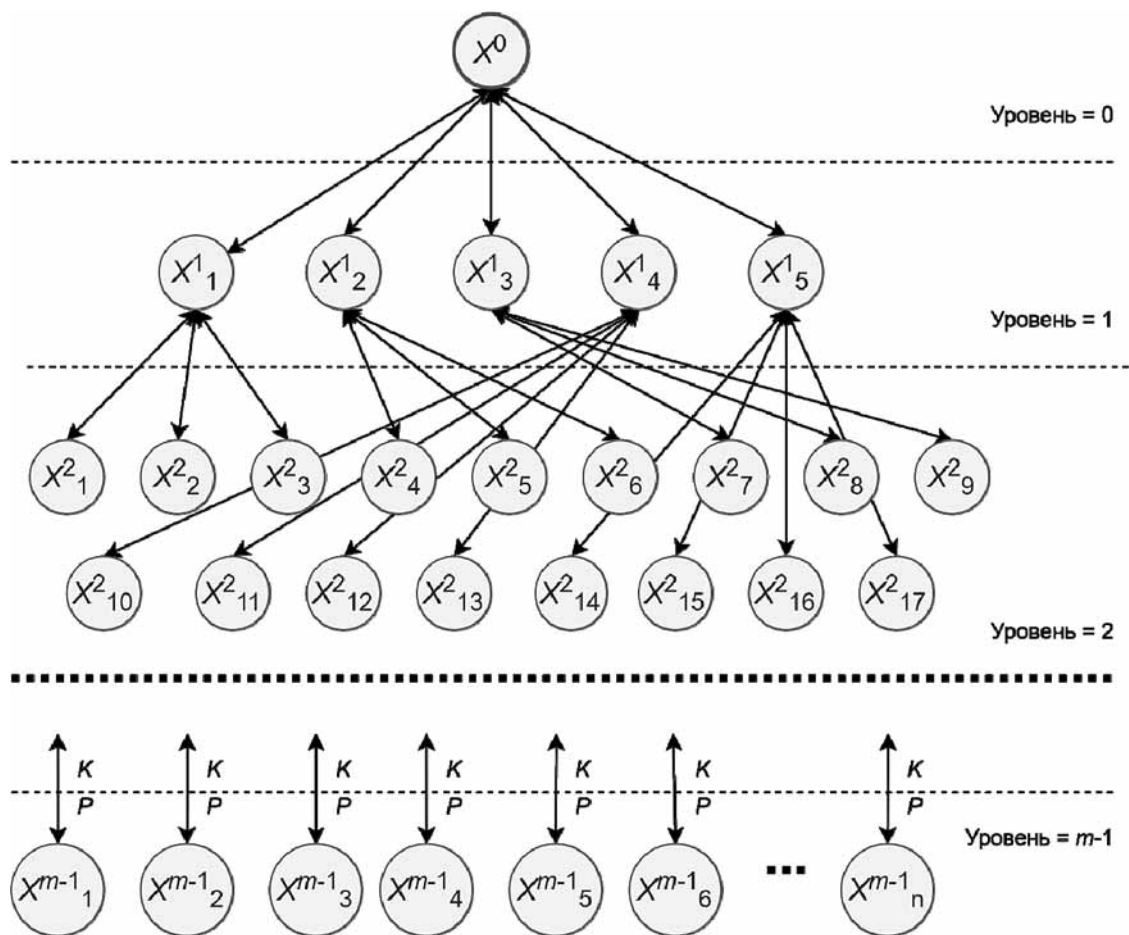 X⁰
Уровень = 0
X¹₁ X¹₂ X¹₃ X¹₄ X¹₅
Уровень = 1
X²₁ X²₂ X²₃ X²₄ X²₅ X²₆ X²₇ X²₈ X²₉
X²₁₀ X²₁₁ X²₁₂ X²₁₃ X²₁₄ X²₁₅ X²₁₆ X²₁₇
Уровень = 2
K K K K K K K
P P P P P P P
Уровень = m-1
Xᵐ⁻¹₁ Xᵐ⁻¹₂ Xᵐ⁻¹₃ Xᵐ⁻¹₄ Xᵐ⁻¹₅ Xᵐ⁻¹₆ ... Xᵐ⁻¹ₙ